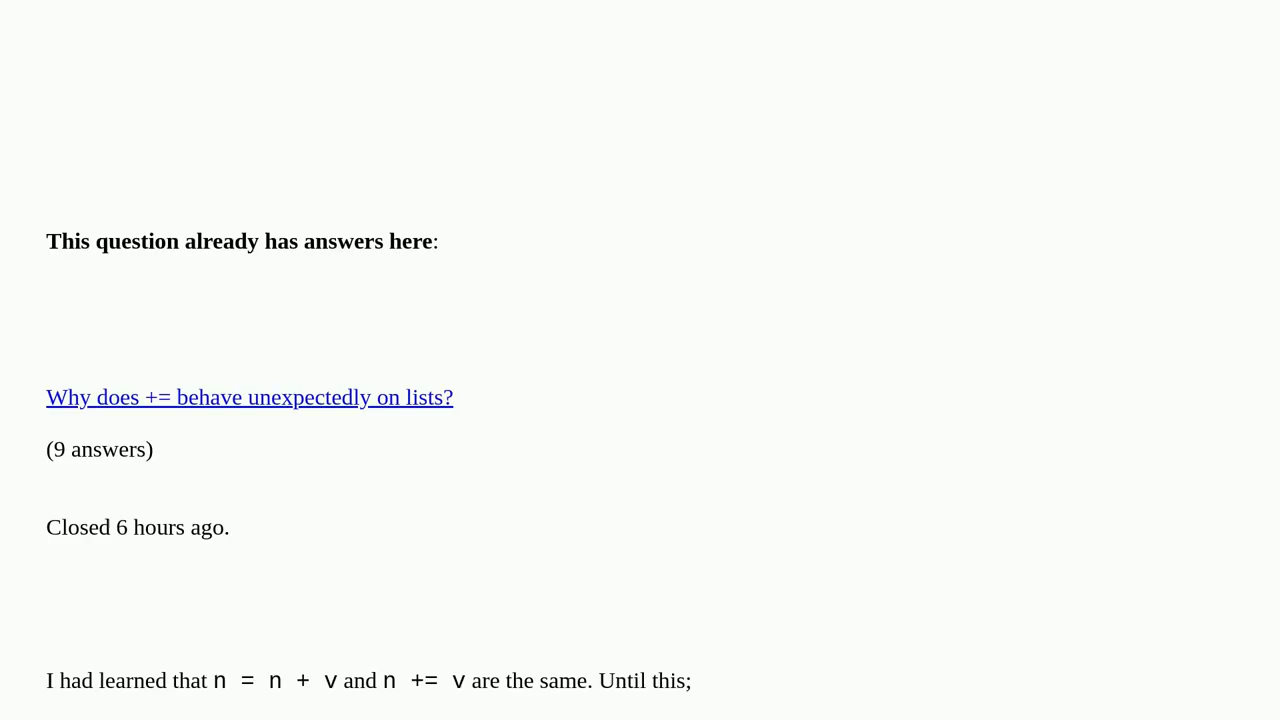 This question already has answers here:
Why does += behave unexpectedly on lists?
(9 answers)
Closed 6 hours ago.
I had learned that n = n + v and n += v are the same. Until this;